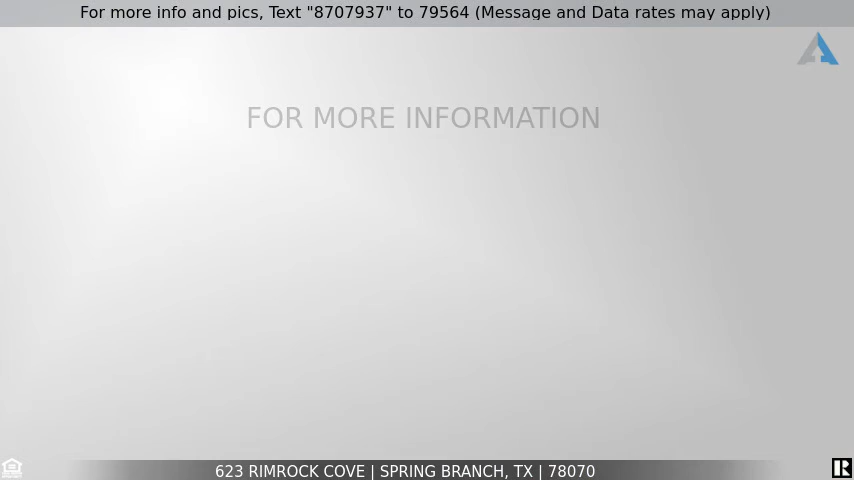 For more info and pics, Text "8707937" to 79564 (Message and Data rates may apply)
FOR MORE INFORMATION
623 RIMROCK COVE | SPRING BRANCH, TX | 78070